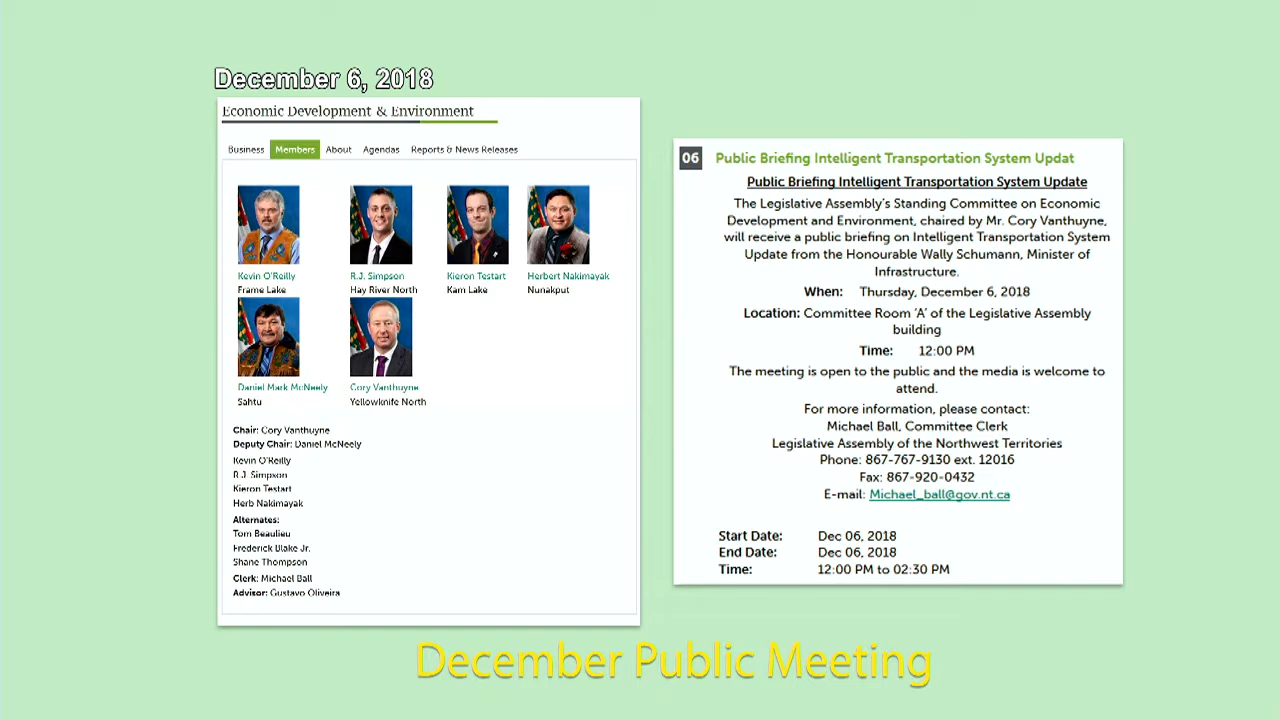 December 6, 2018
Economic Development & Environment
Business Members About Agendas Reports & News Releases
Kevin O'Reilly
Frame Lake
R.J. Simpson
Hay River North
Kieron Testart
Kam Lake
Herbert Nakimayak
Nunakput
Daniel Mark McNeely
Sahtu
Cory Vanthuyne
Yellowknife North
Chair: Cory Vanthuyne
Deputy Chair: Daniel McNeely
Kevin O'Reilly
R.J. Simpson
Kieron Testart
Herb Nakimayak
Alternates:
Tom Beaulieu
Frederick Blake Jr.
Shane Thompson
Clerk: Michael Ball
Advisor: Gustavo Oliveira
06 Public Briefing Intelligent Transportation System Updat
Public Briefing Intelligent Transportation System Update
The Legislative Assembly's Standing Committee on Economic
Development and Environment, chaired by Mr. Cory Vanthuyne,
will receive a public briefing on Intelligent Transportation System
Update from the Honourable Wally Schumann, Minister of
Infrastructure.
When: Thursday, December 6, 2018
Location: Committee Room 'A' of the Legislative Assembly
building
Time: 12:00 PM
The meeting is open to the public and the media is welcome to
attend.
For more information, please contact:
Michael Ball, Committee Clerk
Legislative Assembly of the Northwest Territories
Phone: 867-767-9130 ext. 12016
Fax: 867-920-0432
E-mail: Michael_ball@gov.nt.ca
Start Date: Dec 06, 2018
End Date: Dec 06, 2018
Time: 12:00 PM to 02:30 PM
December Public Meeting